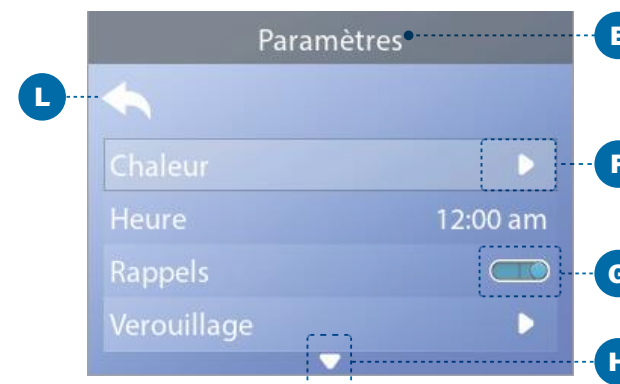 Paramètres E
L
Chaleur F
Heure 12:00 am
Rappels G
Verouillage
H